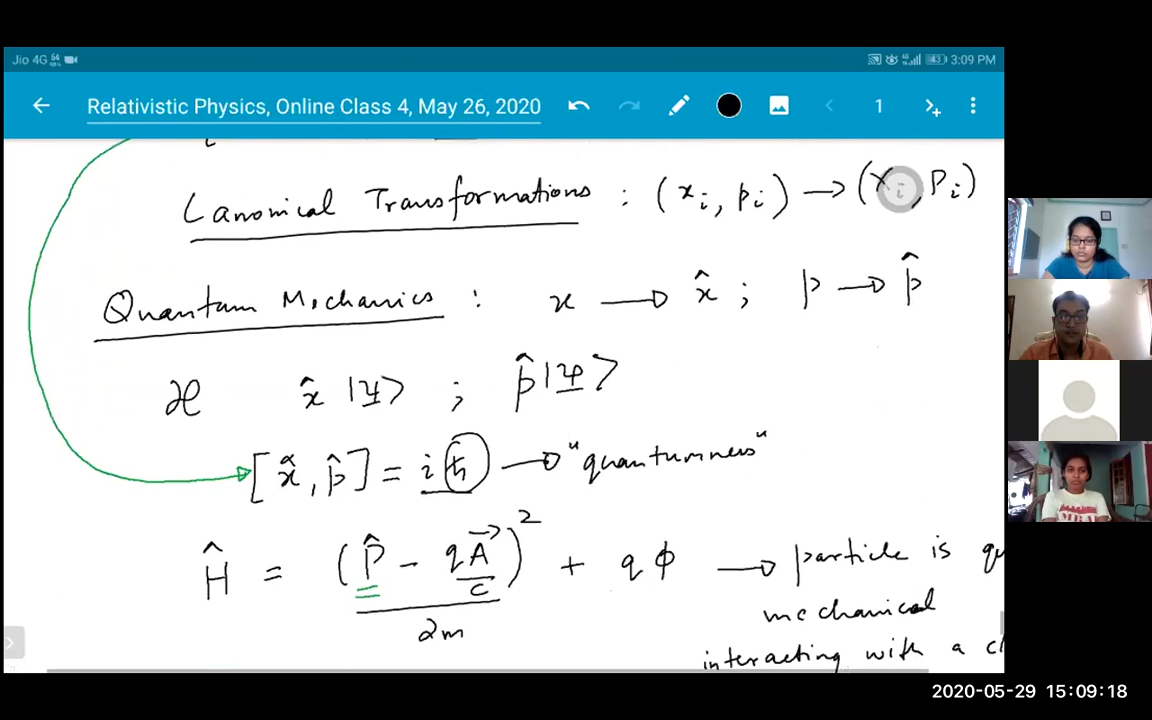 Jio 4G 3:09 PM
Relativistic Physics, Online Class 4, May 26, 2020 1
Canonical Transformations : (xᵢ, pᵢ) → (Xᵢ, Pᵢ)
Quantum Mechanics : x → x̂ ; p → p̂
ℋ x̂ |Ψ> ; p̂ |Ψ>
[x̂, p̂] = iħ → "quantumness"
Ĥ = (P̂ - qA⃗/c)² / 2m + qϕ → particle is qu
mechanical
interacting with a cl
2020-05-29 15:09:18